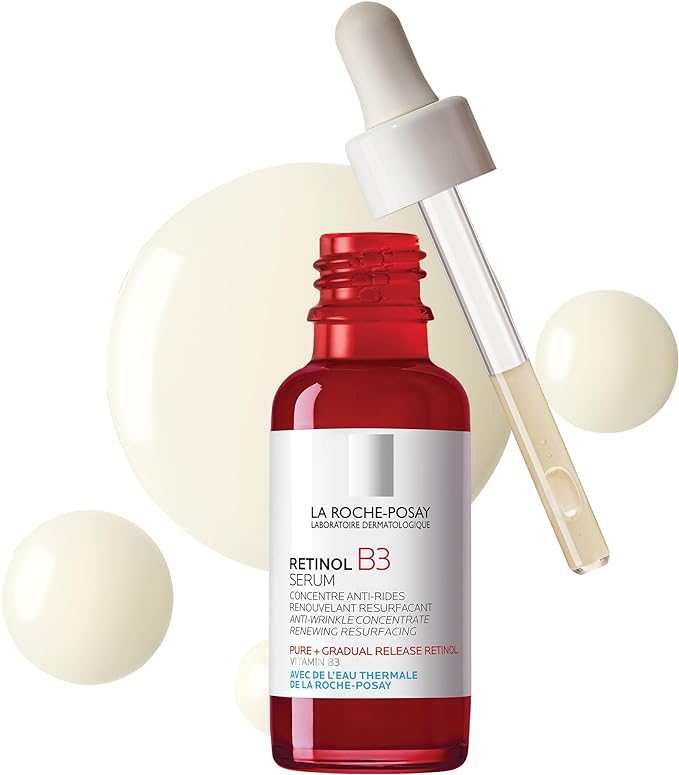 LA ROCHE-POSAY
LABORATOIRE DERMATOLOGIQUE
RETINOL B3
SERUM
CONCENTRE ANTI-RIDES
RENOUVELANT RESURFACANT
ANTI-WRINKLE CONCENTRATE
RENEWING RESURFACING
PURE + GRADUAL RELEASE RETINOL
VITAMIN B3
AVEC DE L'EAU THERMALE
DE LA ROCHE-POSAY